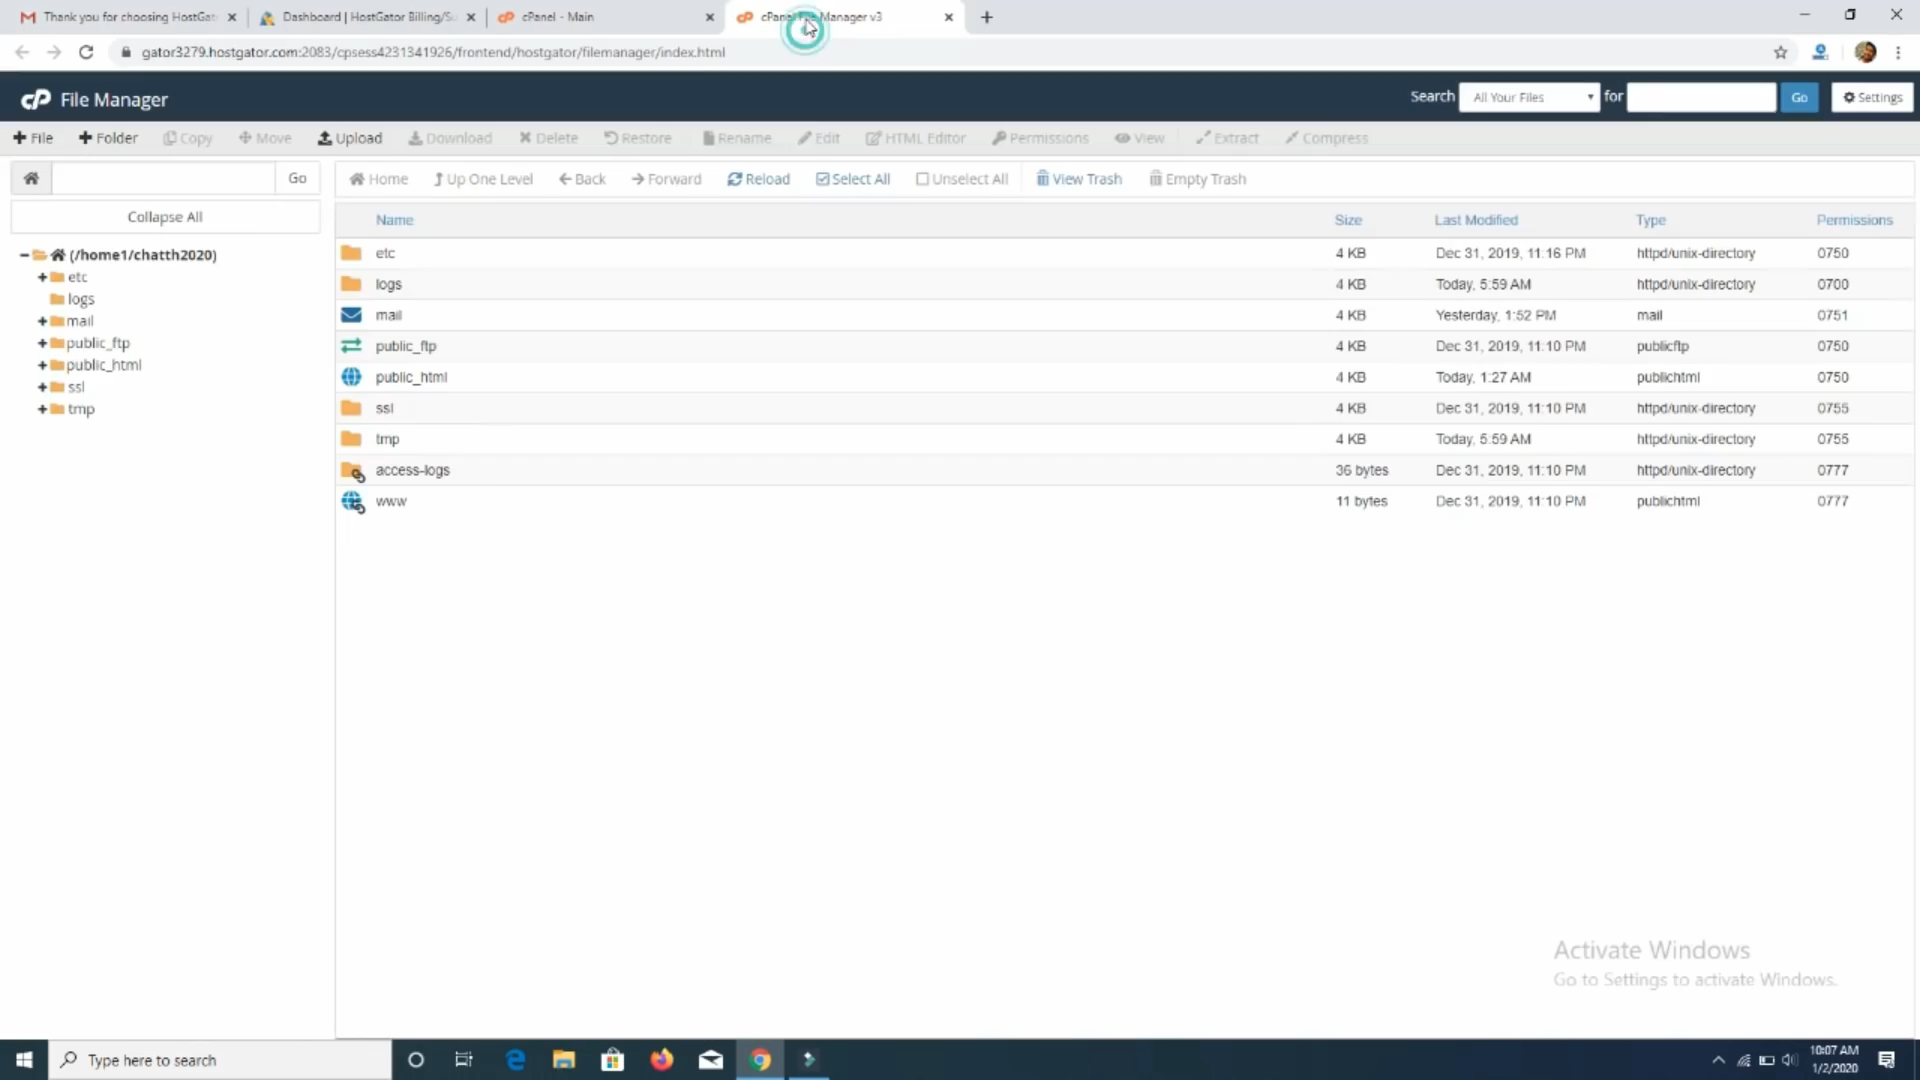 Thank you for choosing HostGat
Dashboard | HostGator Billing/Su
cPanel - Main
cPanel File Manager v3
gator3279.hostgator.com:2083/cpsess4231341926/frontend/hostgator/filemanager/index.html
cP File Manager
Search All Your Files for Go Settings
File Folder Copy Move Upload Download Delete Restore Rename Edit HTML Editor Permissions View Extract Compress
Go
Home Up One Level Back Forward Reload Select All Unselect All View Trash Empty Trash
Collapse All
(/home1/chatth2020)
etc
logs
mail
public_ftp
public_html
ssl
tmp
Name Size Last Modified Type Permissions
etc 4 KB Dec 31, 2019, 11:16 PM httpd/unix-directory 0750
logs 4 KB Today, 5:59 AM httpd/unix-directory 0700
mail 4 KB Yesterday, 1:52 PM mail 0751
public_ftp 4 KB Dec 31, 2019, 11:10 PM publicftp 0750
public_html 4 KB Today, 1:27 AM publichtml 0750
ssl 4 KB Dec 31, 2019, 11:10 PM httpd/unix-directory 0755
tmp 4 KB Today, 5:59 AM httpd/unix-directory 0755
access-logs 36 bytes Dec 31, 2019, 11:10 PM httpd/unix-directory 0777
www 11 bytes Dec 31, 2019, 11:10 PM publichtml 0777
Activate Windows
Go to Settings to activate Windows.
Type here to search
10:07 AM
1/2/2020